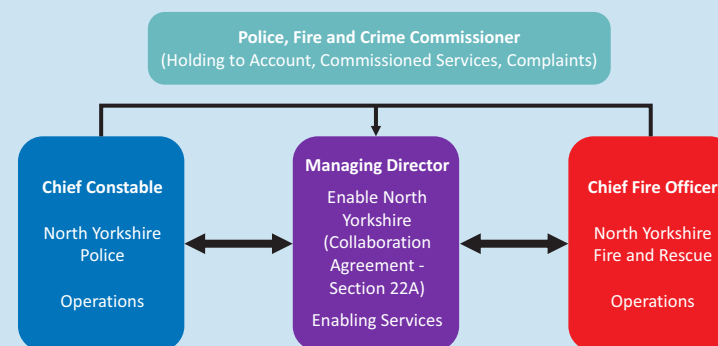 Police, Fire and Crime Commissioner
(Holding to Account, Commissioned Services, Complaints)
Chief Constable
North Yorkshire
Police
Operations
Managing Director
Enable North
Yorkshire
(Collaboration
Agreement -
Section 22A)
Enabling Services
Chief Fire Officer
North Yorkshire
Fire and Rescue
Operations